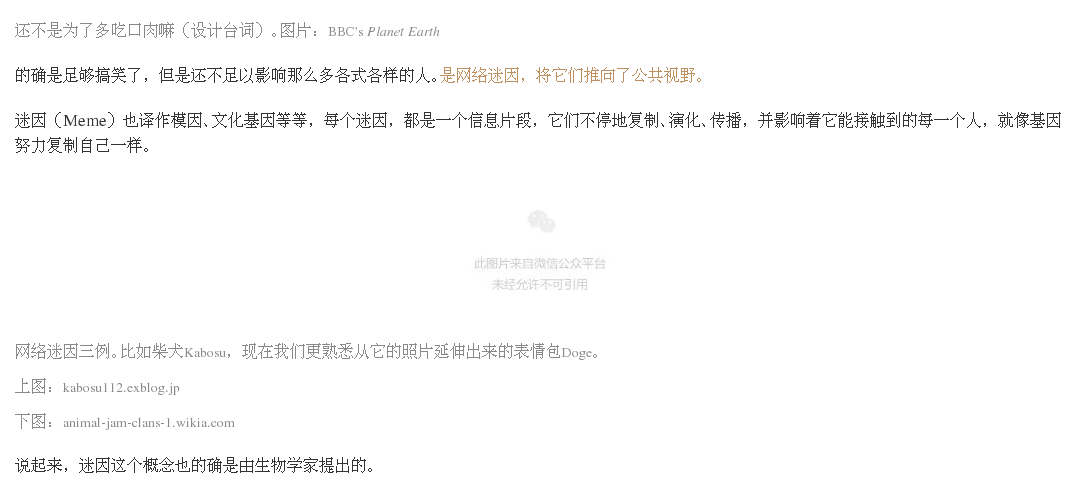 还不是为了多吃口肉嘛（设计台词）。图片：BBC's Planet Earth
的确是足够搞笑了，但是还不足以影响那么多各式各样的人。是网络迷因，将它们推向了公共视野。
迷因（Meme）也译作模因、文化基因等等，每个迷因，都是一个信息片段，它们不停地复制、演化、传播，并影响着它能接触到的每一个人，就像基因
努力复制自己一样。
此图片来自微信公众平台
未经允许不可引用
网络迷因三例。比如柴犬Kabosu，现在我们更熟悉从它的照片延伸出来的表情包Doge。
上图：kabosu112.exblog.jp
下图：animal-jam-clans-1.wikia.com
说起来，迷因这个概念也的确是由生物学家提出的。